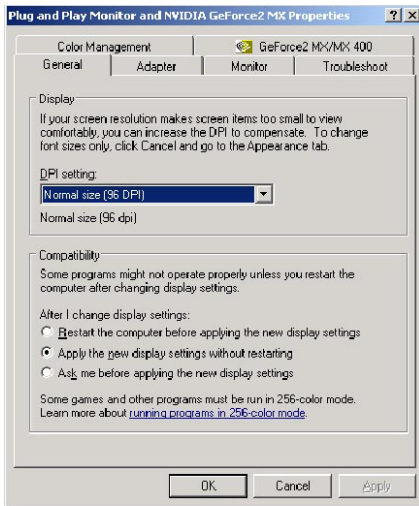 Plug and Play Monitor and NVIDIA GeForce2 MX Properties
Color Management
GeForce2 MX/MX 400
General
Adapter
Monitor
Troubleshoot
Display
If your screen resolution makes screen items too small to view
comfortably, you can increase the DPI to compensate. To change
font sizes only, click Cancel and go to the Appearance tab.
DPI setting:
Normal size (96 DPI)
Normal size (96 dpi)
Compatibility
Some programs might not operate properly unless you restart the
computer after changing display settings.
After I change display settings:
Restart the computer before applying the new display settings
Apply the new display settings without restarting
Ask me before applying the new display settings
Some games and other programs must be run in 256-color mode.
Learn more about running programs in 256-color mode.
OK
Cancel
Apply